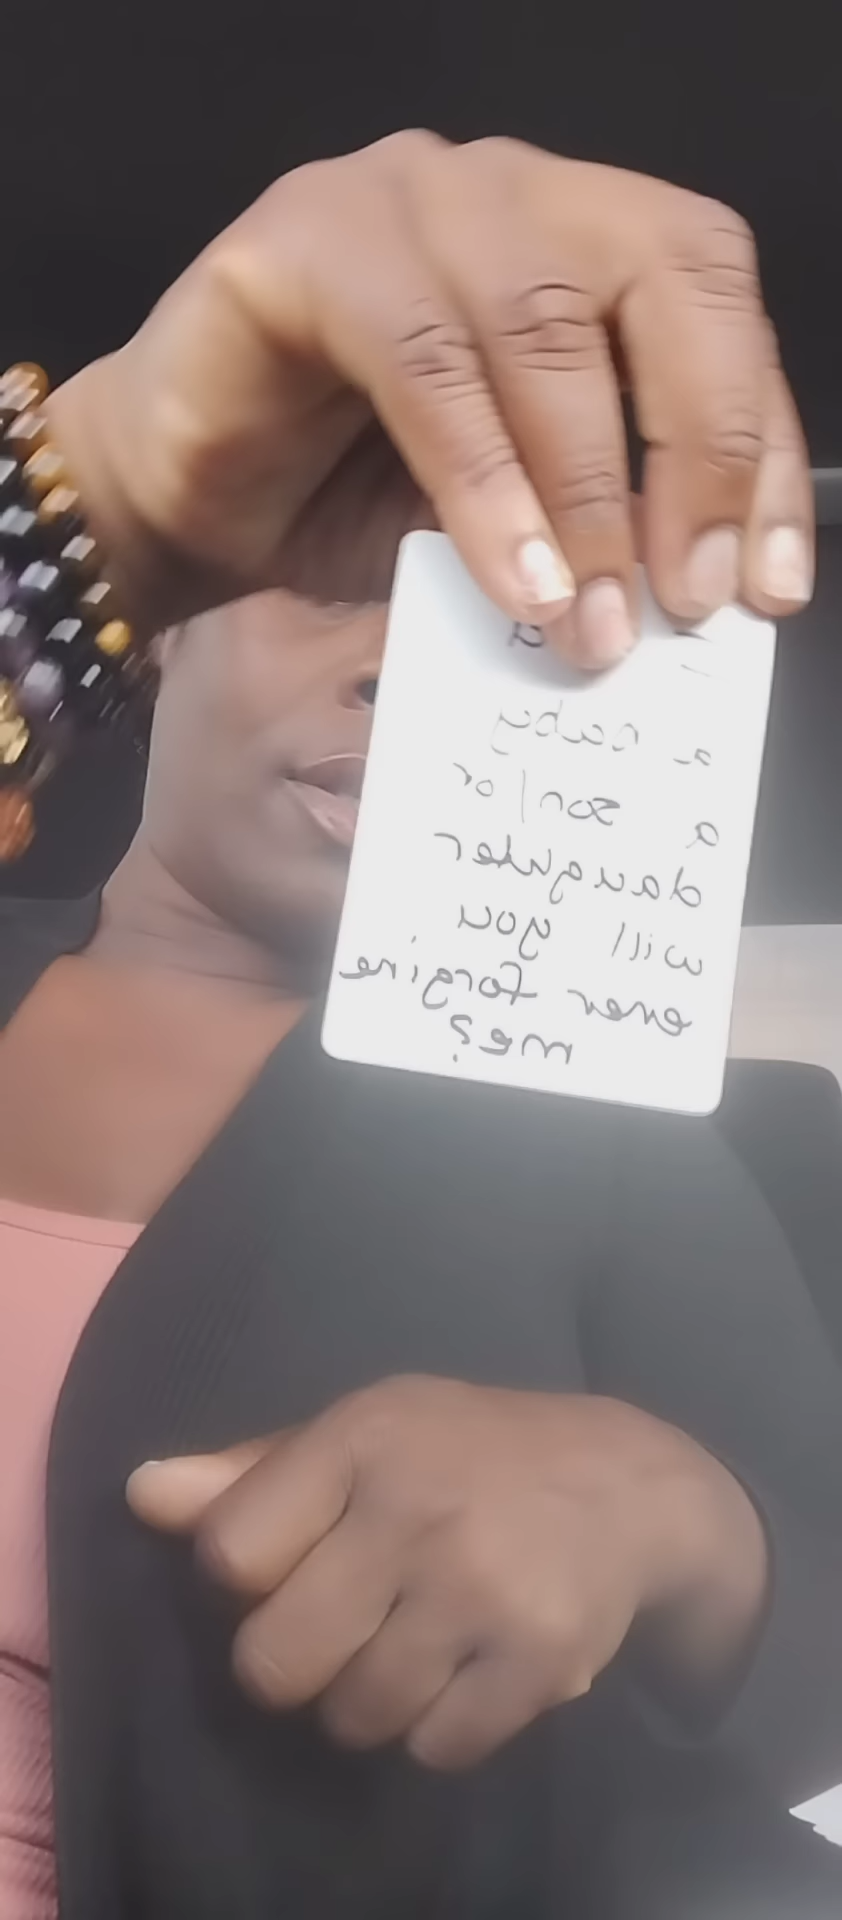 I
a baby
a son/or
daughter
will you
ever forgive
me?